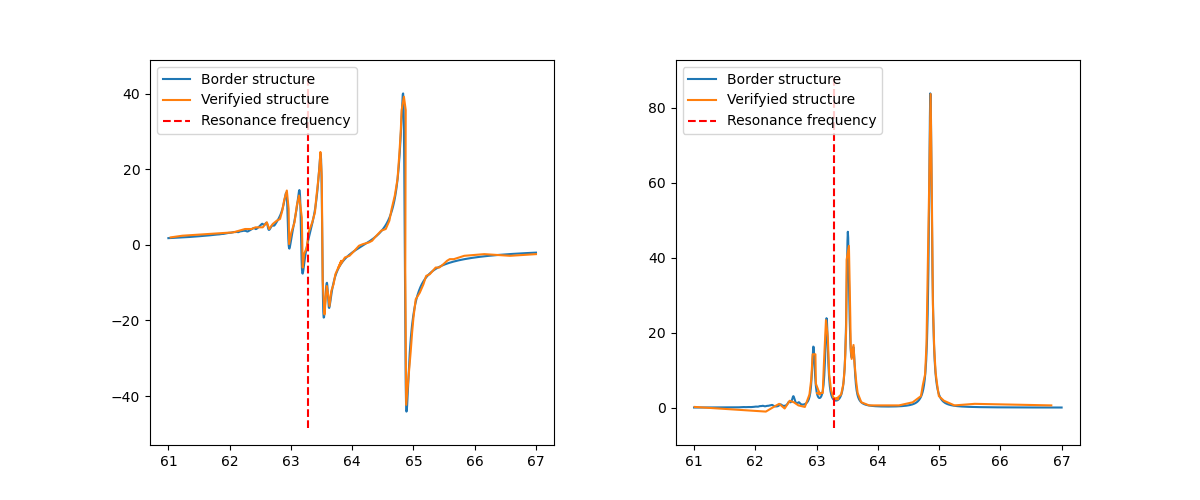 Border structure
Verifyied structure
Resonance frequency
40
20
0
−20
−40
61 62 63 64 65 66 67
Border structure
Verifyied structure
Resonance frequency
80
60
40
20
0
61 62 63 64 65 66 67